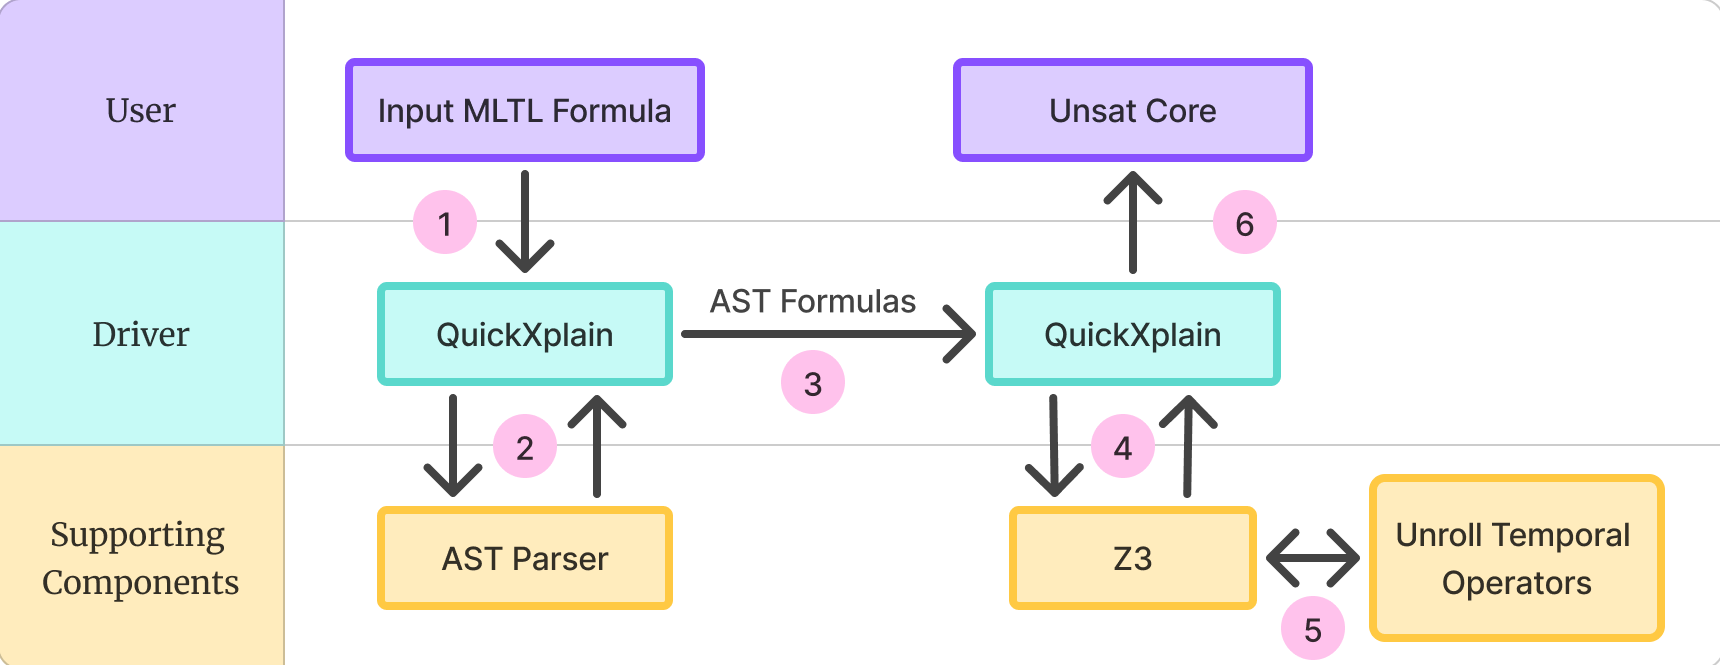 User
Input MLTL Formula
Unsat Core
1
6
Driver
QuickXplain
AST Formulas
3
QuickXplain
2
4
Supporting
Components
AST Parser
Z3
5
Unroll Temporal
Operators